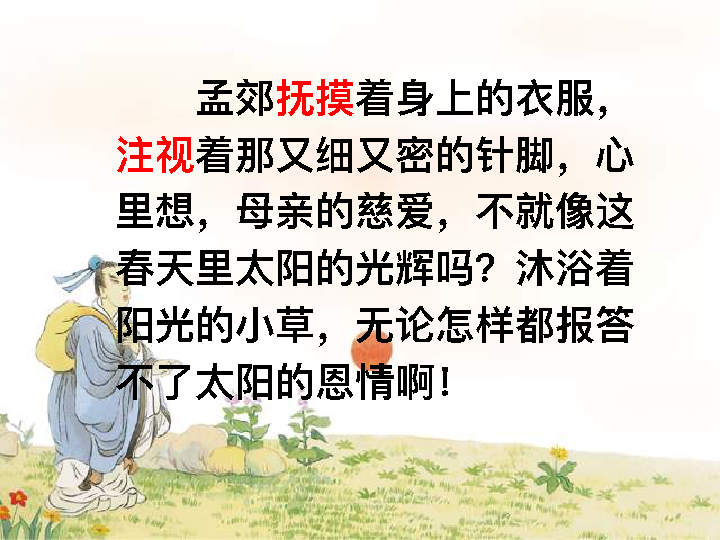 孟郊抚摸着身上的衣服，
注视着那又细又密的针脚，心
里想，母亲的慈爱，不就像这
春天里太阳的光辉吗？沐浴着
阳光的小草，无论怎样都报答
不了太阳的恩情啊！